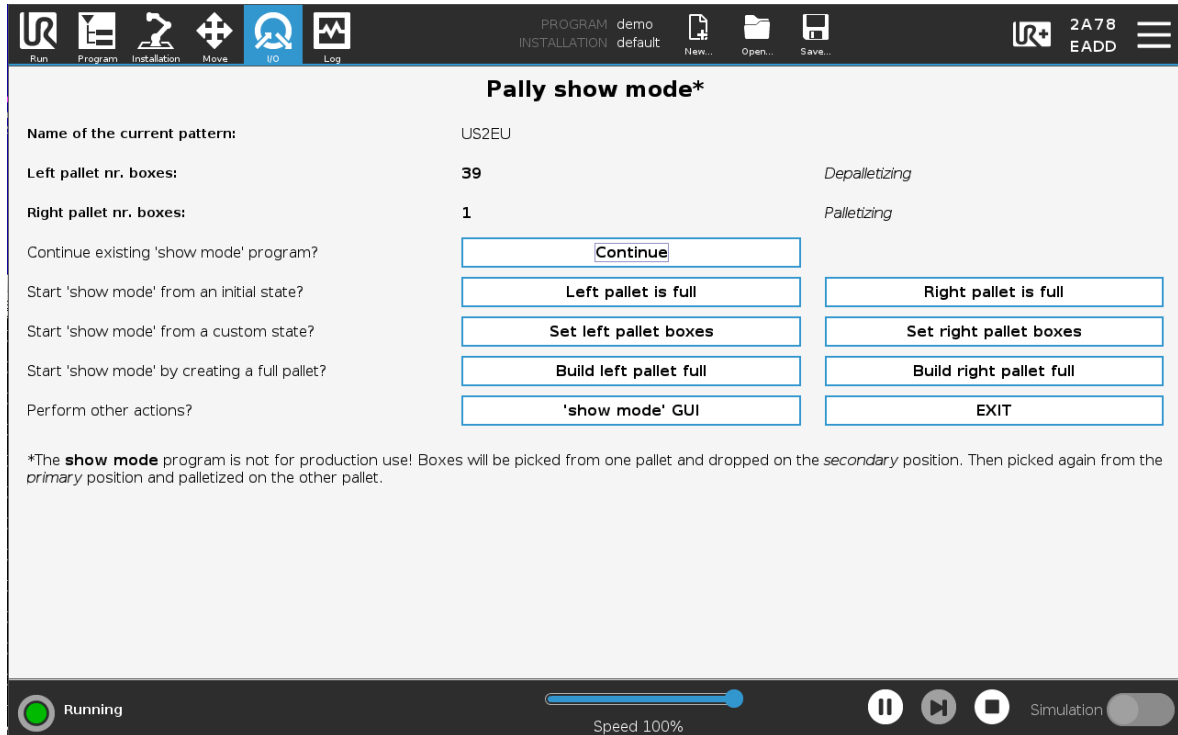 PROGRAM demo
INSTALLATION default
2A78
EADD
Run Program Installation Move I/O Log New... Open... Save...
Pally show mode*
Name of the current pattern: US2EU
Left pallet nr. boxes: 39 Depalletizing
Right pallet nr. boxes: 1 Palletizing
Continue existing 'show mode' program? Continue
Start 'show mode' from an initial state? Left pallet is full Right pallet is full
Start 'show mode' from a custom state? Set left pallet boxes Set right pallet boxes
Start 'show mode' by creating a full pallet? Build left pallet full Build right pallet full
Perform other actions? 'show mode' GUI EXIT
*The show mode program is not for production use! Boxes will be picked from one pallet and dropped on the secondary position. Then picked again from the
primary position and palletized on the other pallet.
Running
Speed 100%
Simulation